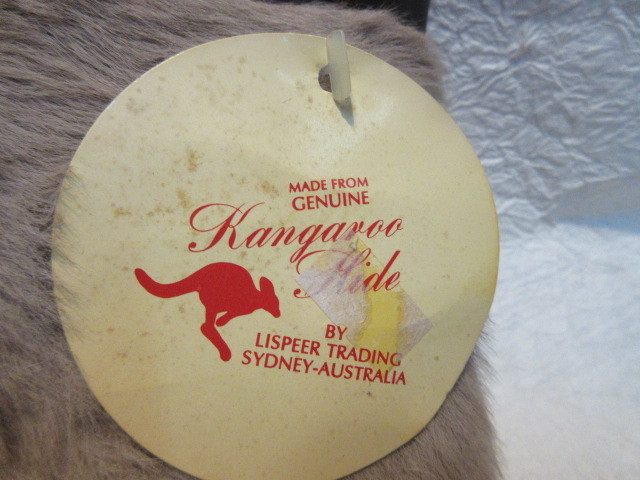 MADE FROM
GENUINE
Kangaroo
Hide
BY
LISPEER TRADING
SYDNEY-AUSTRALIA